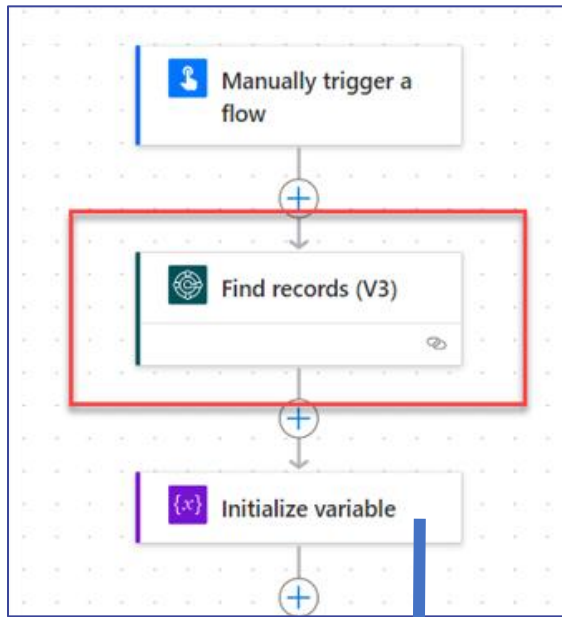 Manually trigger a
flow
Find records (V3)
{x}
Initialize variable